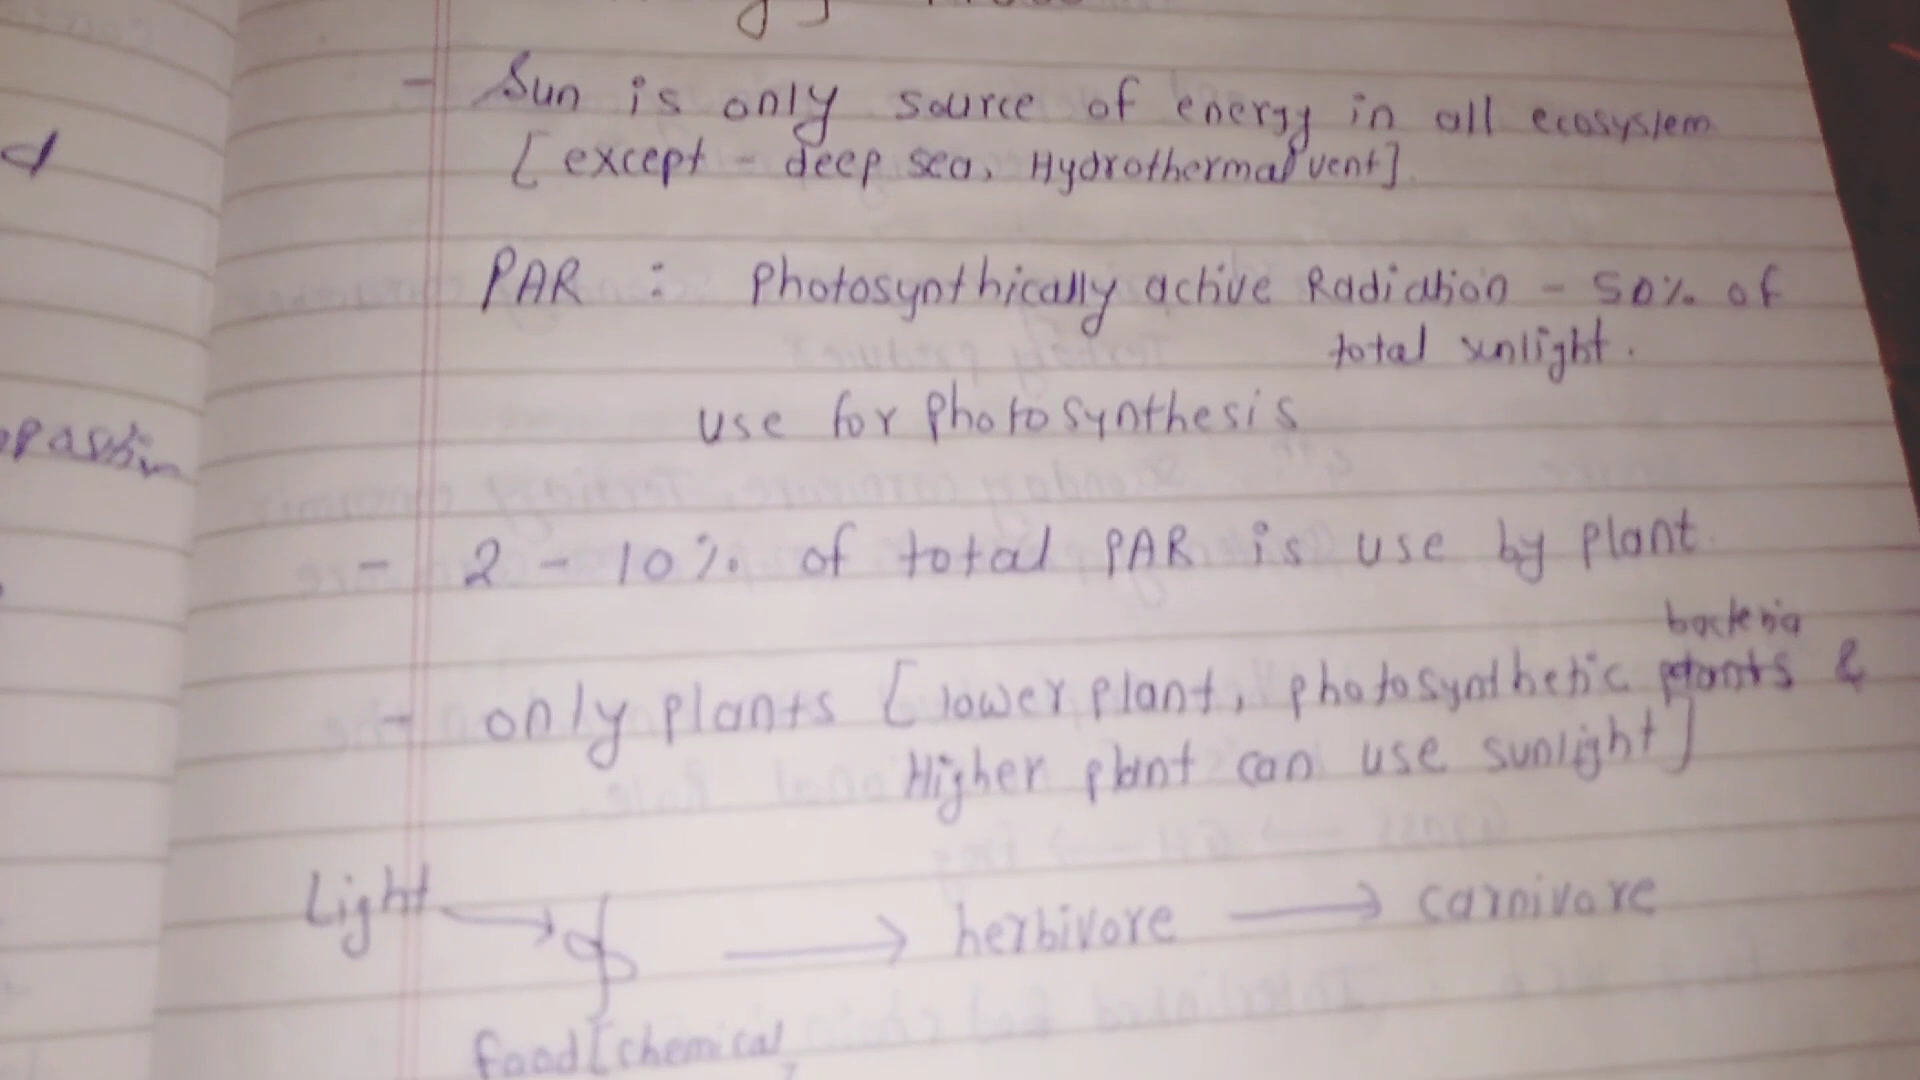 - Sun is only source of energy in all ecosystem
[except - deep sea, Hydrothermal vent]
PAR : Photosynthically active Radiation - 50% of
total sunlight.
use for Photosynthesis
- 2 - 10% of total PAR is use by plant
bacteria
- only plants [lower plant, photosynthetic plants &
Higher plant can use sunlight]
Light → → herbivore → carnivore
food [chemical